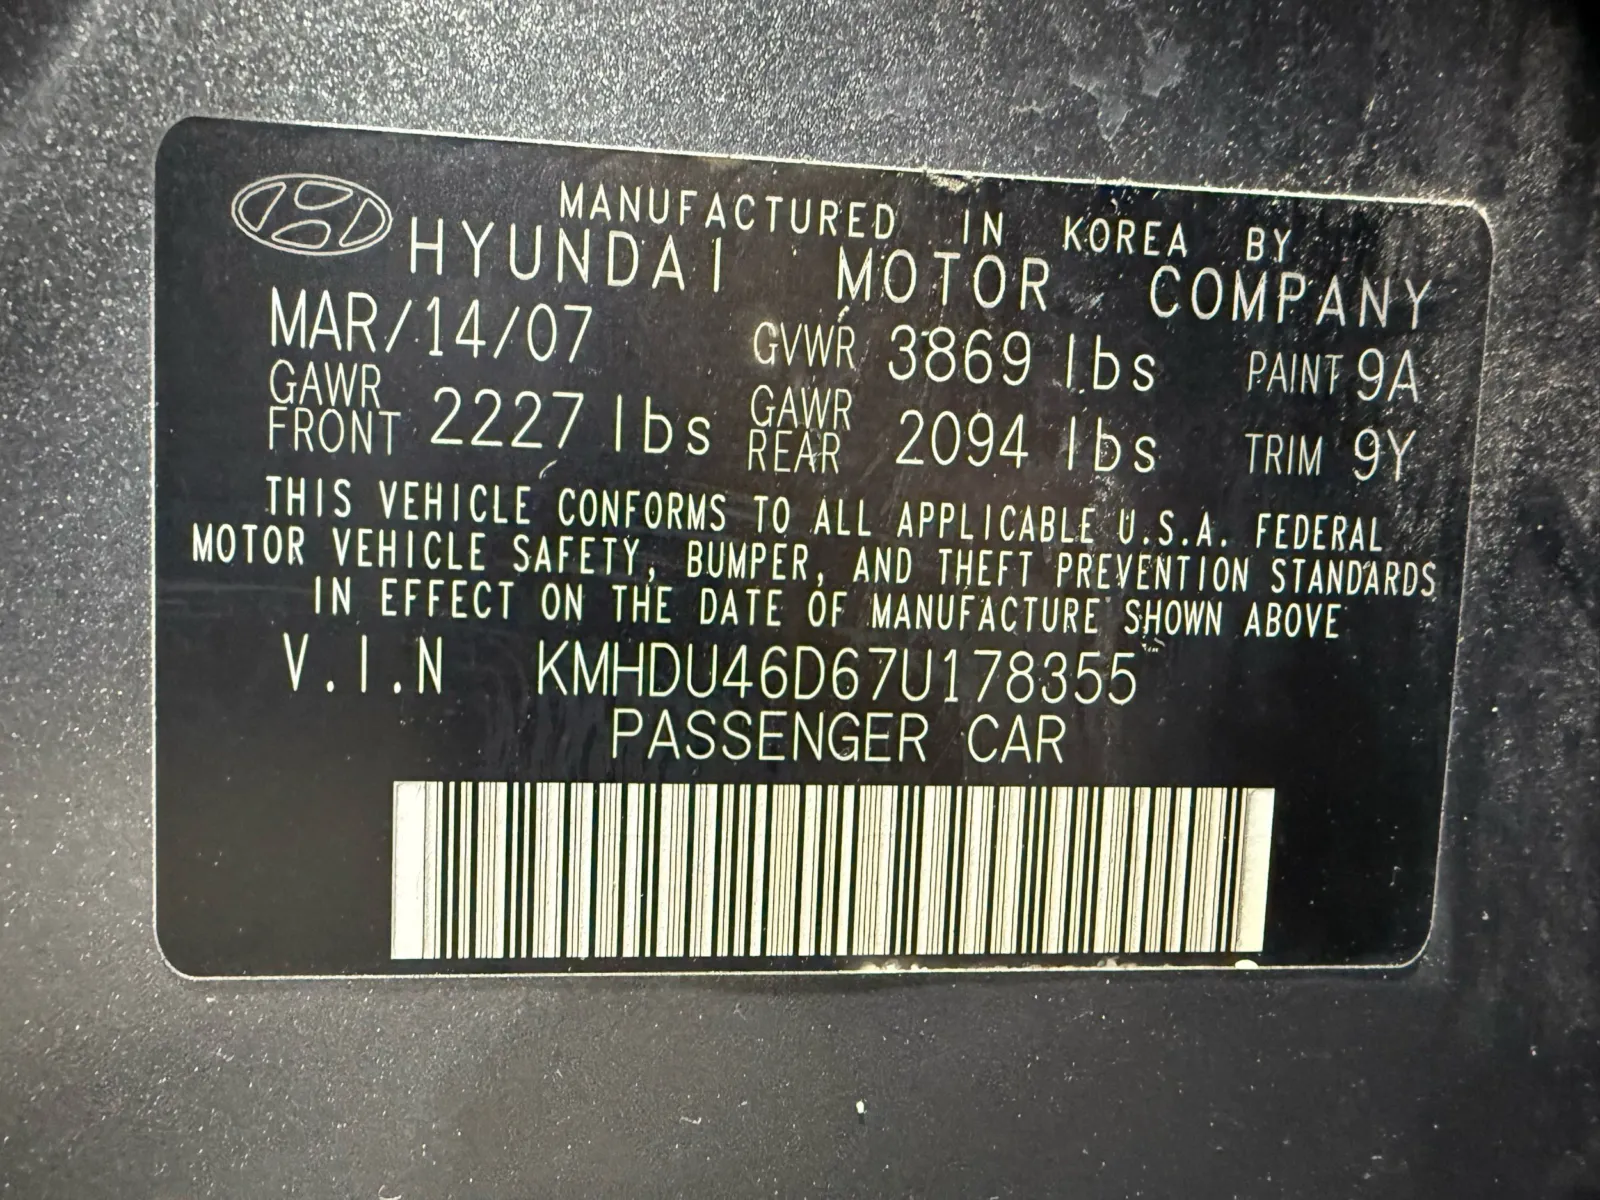 MANUFACTURED IN KOREA BY
HYUNDAI MOTOR COMPANY
MAR/14/07 GVWR 3869 lbs PAINT 9A
GAWR FRONT 2227 lbs GAWR REAR 2094 lbs TRIM 9Y
THIS VEHICLE CONFORMS TO ALL APPLICABLE U.S.A. FEDERAL
MOTOR VEHICLE SAFETY, BUMPER, AND THEFT PREVENTION STANDARDS
IN EFFECT ON THE DATE OF MANUFACTURE SHOWN ABOVE
V.I.N KMHDU46D67U178355
PASSENGER CAR